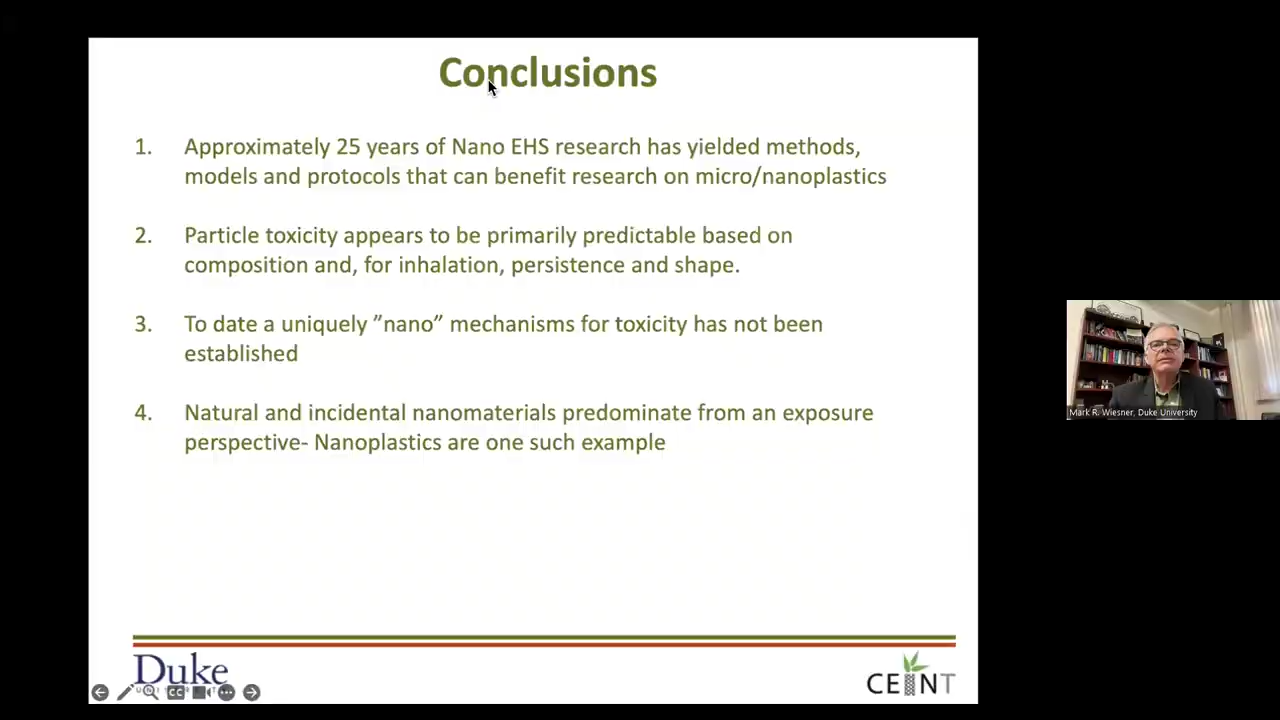 Conclusions
1. Approximately 25 years of Nano EHS research has yielded methods,
models and protocols that can benefit research on micro/nanoplastics
2. Particle toxicity appears to be primarily predictable based on
composition and, for inhalation, persistence and shape.
3. To date a uniquely ”nano” mechanisms for toxicity has not been
established
4. Natural and incidental nanomaterials predominate from an exposure
perspective- Nanoplastics are one such example
Mark R. Wiesner, Duke University
Duke
CEINT